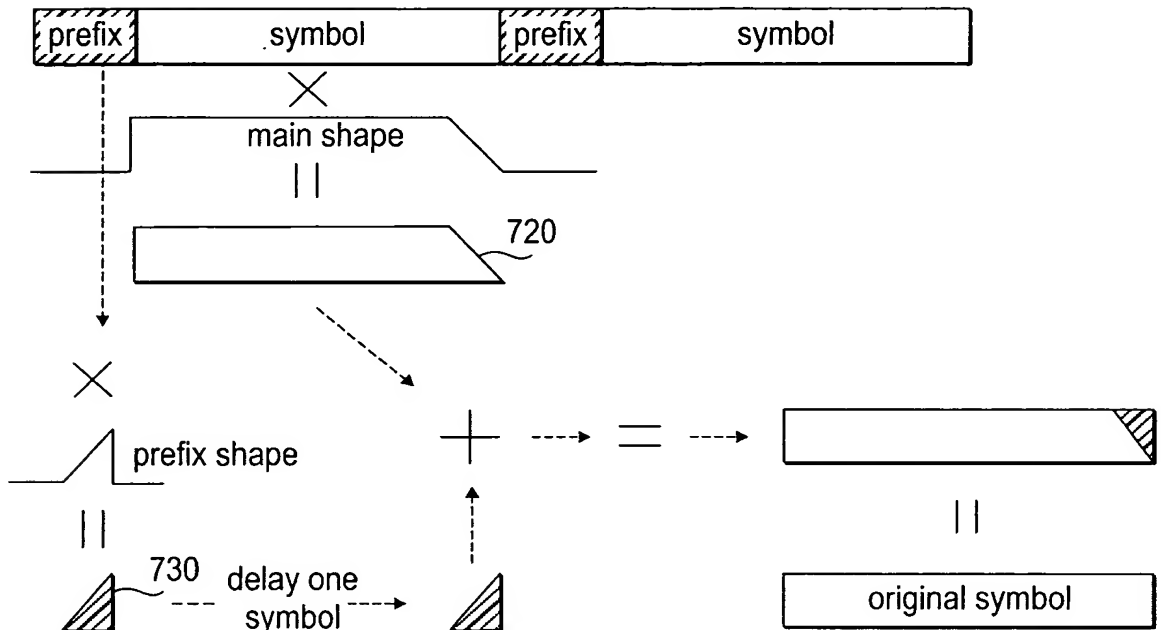 prefix symbol prefix symbol
main shape
720
prefix shape
730
delay one
symbol
original symbol